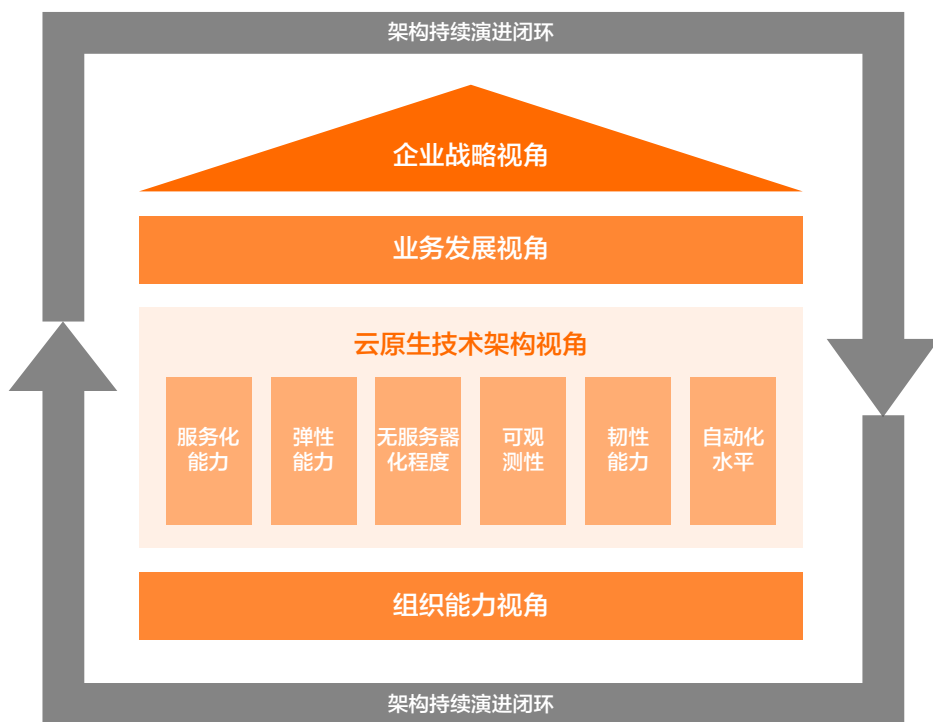 架构持续演进闭环
企业战略视角
业务发展视角
云原生技术架构视角
服务化
能力
弹性
能力
无服务器
化程度
可观
测性
韧性
能力
自动化
水平
组织能力视角
架构持续演进闭环